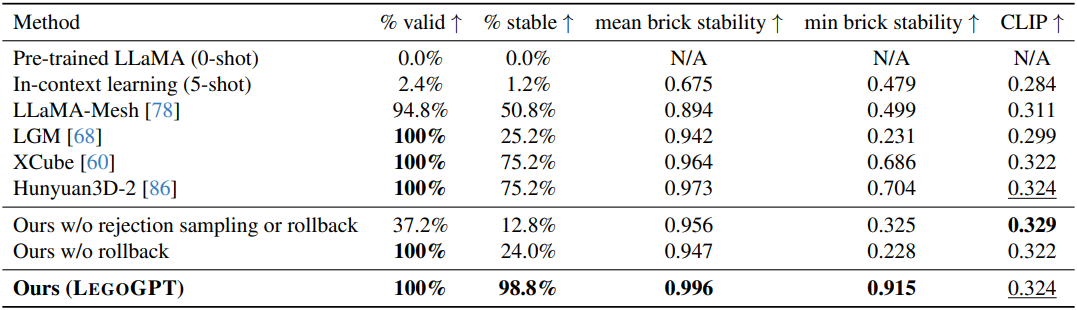 Method % valid ↑ % stable ↑ mean brick stability ↑ min brick stability ↑ CLIP ↑
Pre-trained LLaMA (0-shot) 0.0% 0.0% N/A N/A N/A
In-context learning (5-shot) 2.4% 1.2% 0.675 0.479 0.284
LLaMA-Mesh [78] 94.8% 50.8% 0.894 0.499 0.311
LGM [68] 100% 25.2% 0.942 0.231 0.299
XCube [60] 100% 75.2% 0.964 0.686 0.322
Hunyuan3D-2 [86] 100% 75.2% 0.973 0.704 0.324
Ours w/o rejection sampling or rollback 37.2% 12.8% 0.956 0.325 0.329
Ours w/o rollback 100% 24.0% 0.947 0.228 0.322
Ours (LEGOGPT) 100% 98.8% 0.996 0.915 0.324